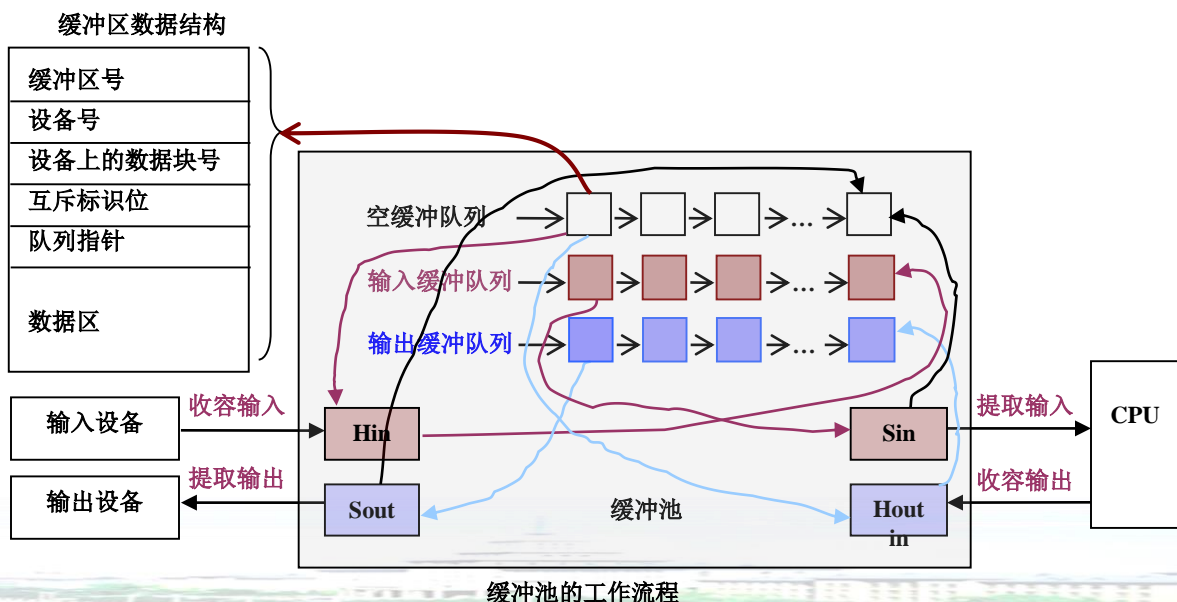 缓冲区数据结构
缓冲区号
设备号
设备上的数据块号
互斥标识位
队列指针
数据区
空缓冲队列
...
输入缓冲队列
...
输出缓冲队列
...
输入设备
收容输入
Hin
Sin
提取输入
CPU
输出设备
提取输出
Sout
缓冲池
Hout
in
收容输出
缓冲池的工作流程